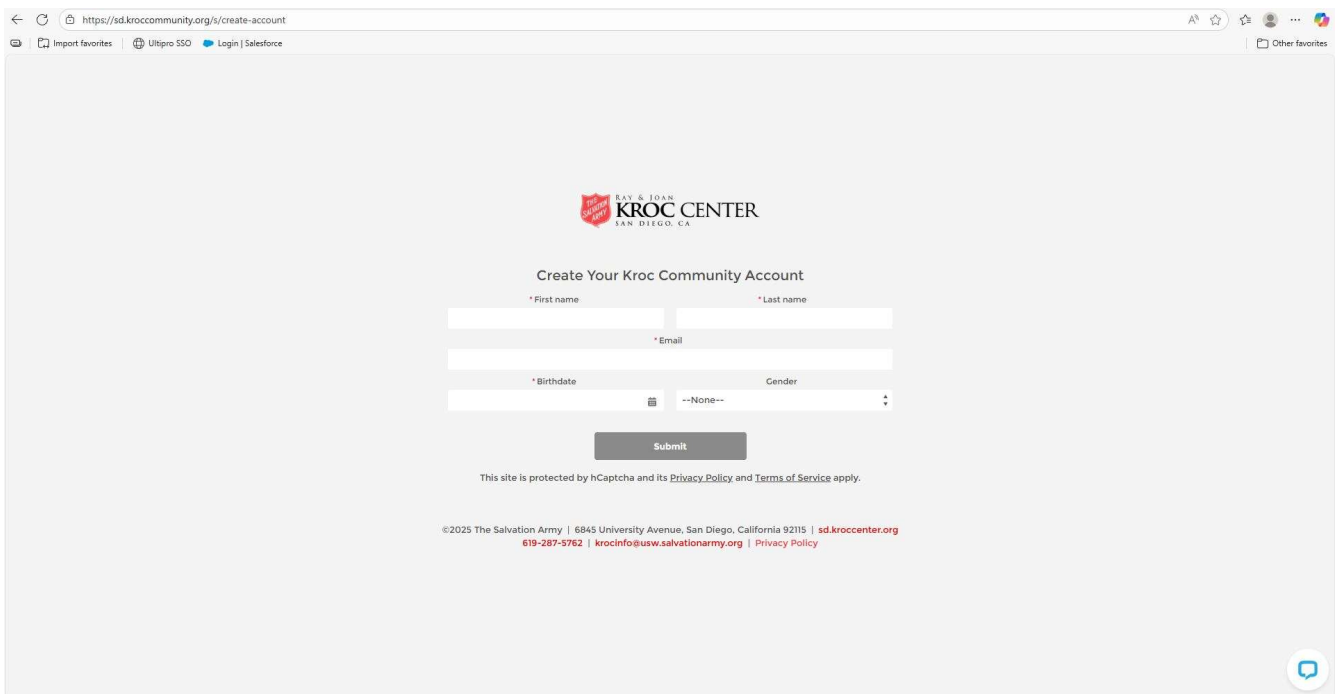 https://sd.kroccommunity.org/s/create-account
Import favorites Ultipro SSO Login | Salesforce Other favorites
THE SALVATION ARMY
RAY & JOAN
KROC CENTER
SAN DIEGO, CA
Create Your Kroc Community Account
*First name *Last name
*Email
*Birthdate Gender
--None--
Submit
This site is protected by hCaptcha and its Privacy Policy and Terms of Service apply.
©2025 The Salvation Army | 6845 University Avenue, San Diego, California 92115 | sd.kroccenter.org
619-287-5762 | krocinfo@usw.salvationarmy.org | Privacy Policy